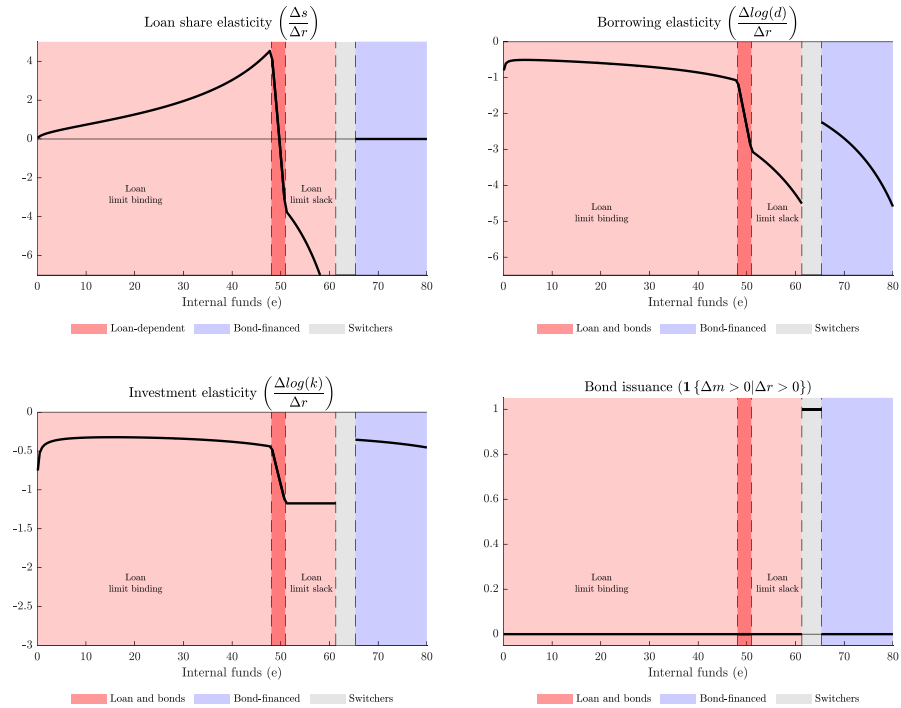 Loan share elasticity (Δs/Δr)
4
2
0
-2
-4
-6
Loan
limit binding
Loan
limit slack
0 10 20 30 40 50 60 70 80
Internal funds (e)
Loan-dependent Bond-financed Switchers
Borrowing elasticity (Δlog(d)/Δr)
0
-1
-2
-3
-4
-5
-6
Loan
limit binding
Loan
limit slack
0 10 20 30 40 50 60 70 80
Internal funds (e)
Loan and bonds Bond-financed Switchers
Investment elasticity (Δlog(k)/Δr)
0
-0.5
-1
-1.5
-2
-2.5
-3
Loan
limit binding
Loan
limit slack
0 10 20 30 40 50 60 70 80
Internal funds (e)
Loan and bonds Bond-financed Switchers
Bond issuance (1 {Δm > 0|Δr > 0})
1
0.8
0.6
0.4
0.2
0
Loan
limit binding
Loan
limit slack
0 10 20 30 40 50 60 70 80
Internal funds (e)
Loan and bonds Bond-financed Switchers